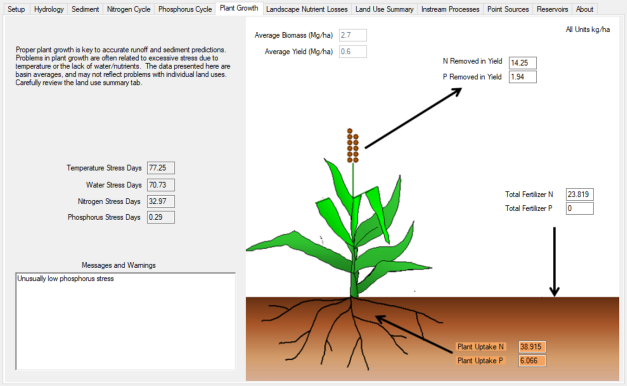 Setup Hydrology Sediment Nitrogen Cycle Phosphorus Cycle Plant Growth Landscape Nutrient Losses Land Use Summary Instream Processes Point Sources Reservoirs About
All Units kg/ha
Average Biomass (Mg/ha) 2.7
Average Yield (Mg/ha) 0.6
Proper plant growth is key to accurate runoff and sediment predictions.
Problems in plant growth are often related to excessive stress due to
temperature or the lack of water/nutrients. The data presented here are
basin averages, and may not reflect problems with individual land uses.
Carefully review the land use summary tab.
N Removed in Yield 14.25
P Removed in Yield 1.94
Temperature Stress Days 77.25
Water Stress Days 70.73
Nitrogen Stress Days 32.97
Phosphorus Stress Days 0.29
Total Fertilizer N 23.819
Total Fertilizer P 0
Messages and Warnings
Unusually low phosphorus stress
Plant Uptake N 38.915
Plant Uptake P 6.066